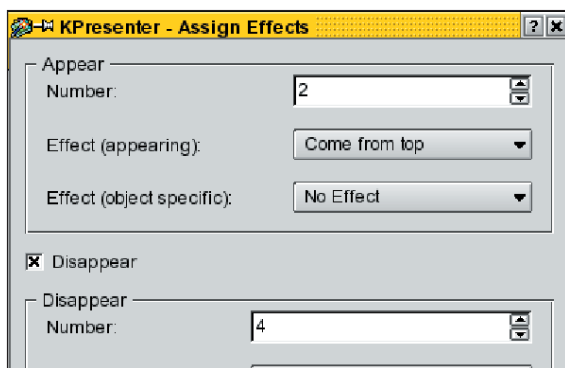 KPresenter - Assign Effects
Appear
Number: 2
Effect (appearing): Come from top
Effect (object specific): No Effect
Disappear
Disappear
Number: 4